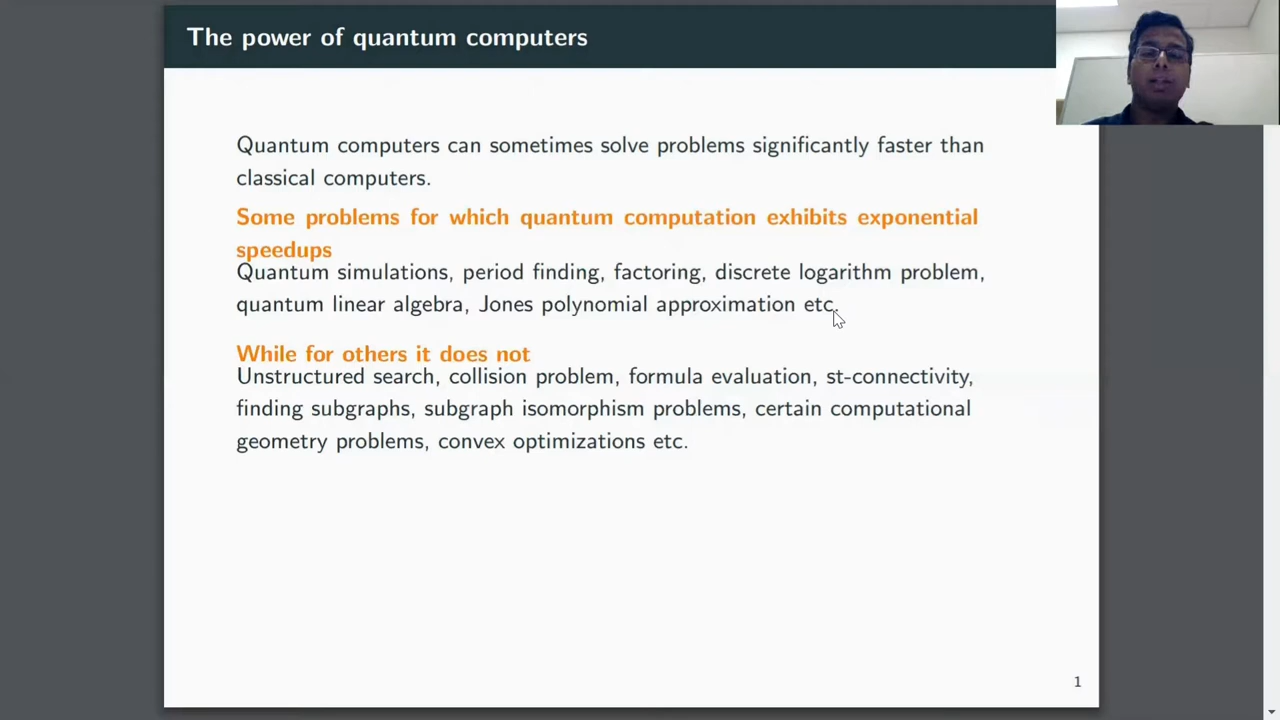 The power of quantum computers
Quantum computers can sometimes solve problems significantly faster than
classical computers.
Some problems for which quantum computation exhibits exponential
speedups
Quantum simulations, period finding, factoring, discrete logarithm problem,
quantum linear algebra, Jones polynomial approximation etc.
While for others it does not
Unstructured search, collision problem, formula evaluation, st-connectivity,
finding subgraphs, subgraph isomorphism problems, certain computational
geometry problems, convex optimizations etc.
1